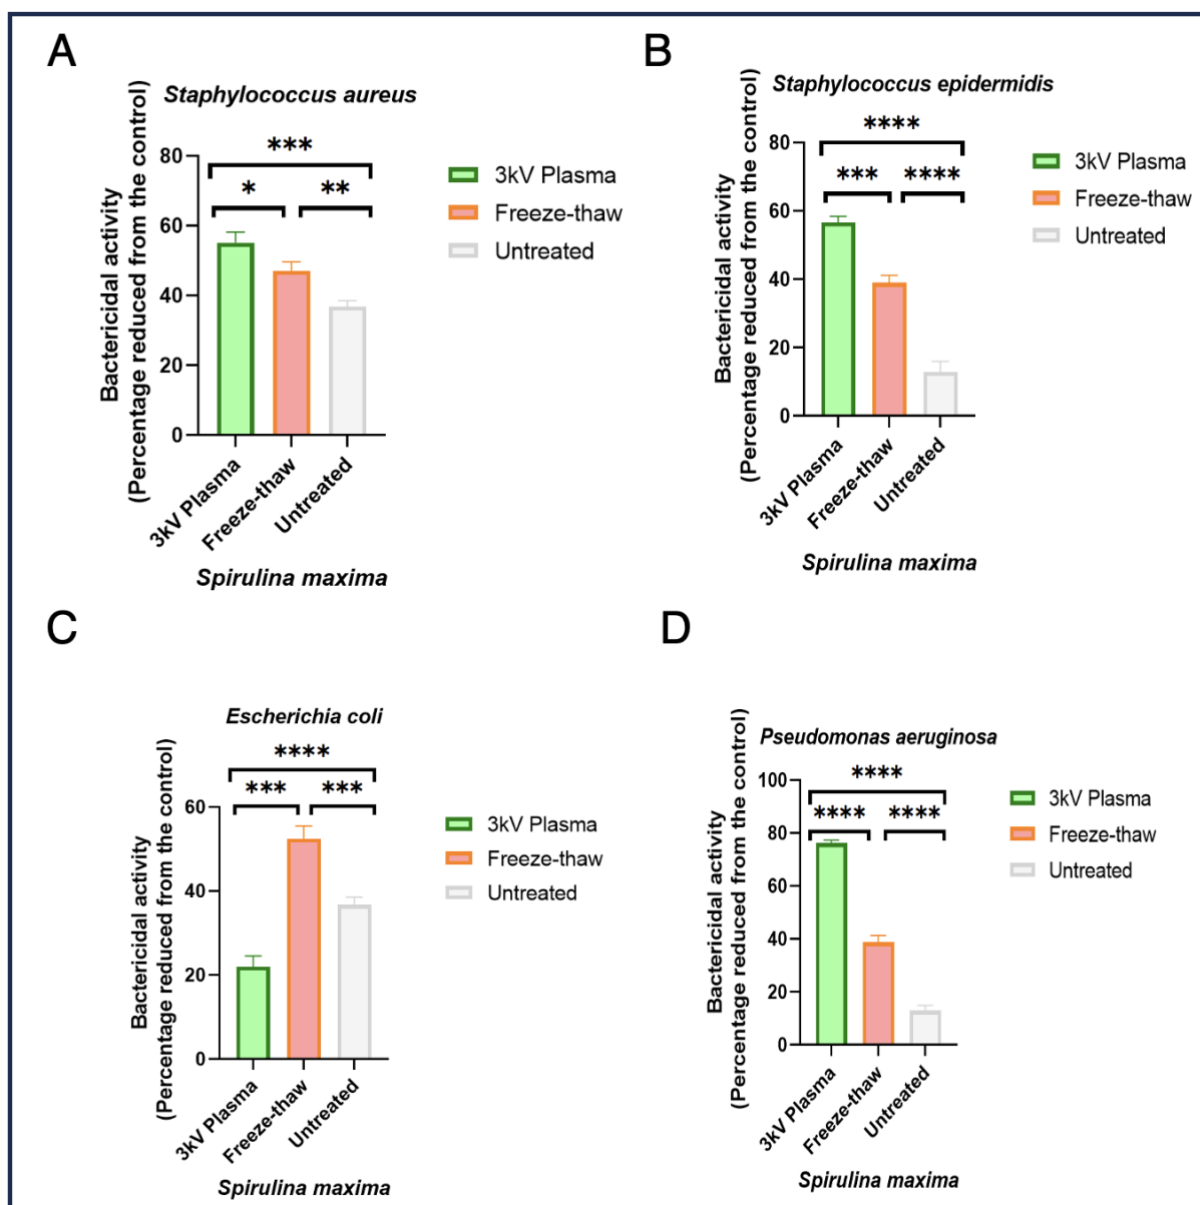 A
Staphylococcus aureus
***
*
**
80
60
40
20
0
Bactericidal activity
(Percentage reduced from the control)
3kV Plasma
Freeze-thaw
Untreated
Spirulina maxima
3kV Plasma
Freeze-thaw
Untreated
B
Staphylococcus epidermidis
****
***
****
80
60
40
20
0
Bactericidal activity
(Percentage reduced from the control)
3kV Plasma
Freeze-thaw
Untreated
Spirulina maxima
3kV Plasma
Freeze-thaw
Untreated
C
Escherichia coli
****
***
***
60
40
20
0
Bactericidal activity
(Percentage reduced from the control)
3kV Plasma
Freeze-thaw
Untreated
Spirulina maxima
3kV Plasma
Freeze-thaw
Untreated
D
Pseudomonas aeruginosa
****
****
****
100
80
60
40
20
0
Bactericidal activity
(Percentage reduced from the control)
3kV Plasma
Freeze-thaw
Untreated
Spirulina maxima
3kV Plasma
Freeze-thaw
Untreated